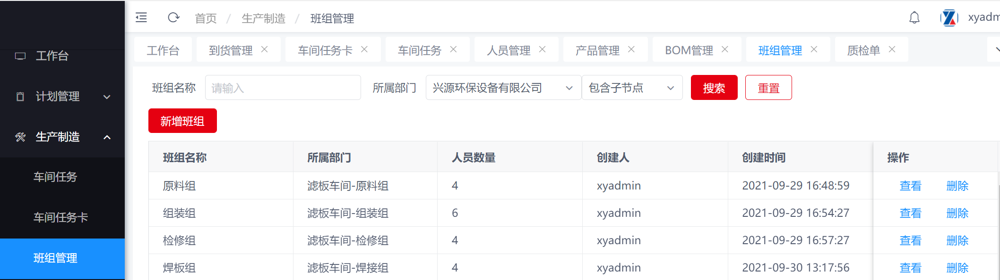 首页 / 生产制造 / 班组管理
工作台
到货管理
车间任务卡
车间任务
人员管理
产品管理
BOM管理
班组管理
质检单
工作台
计划管理
生产制造
车间任务
车间任务卡
班组管理
班组名称 请输入 所属部门 兴源环保设备有限公司 包含子节点 搜索 重置
新增班组
班组名称 所属部门 人员数量 创建人 创建时间 操作
原料组 滤板车间-原料组 4 xyadmin 2021-09-29 16:48:59 查看 删除
组装组 滤板车间-组装组 6 xyadmin 2021-09-29 16:54:27 查看 删除
检修组 滤板车间-检修组 4 xyadmin 2021-09-29 16:57:27 查看 删除
焊板组 滤板车间-焊接组 4 xyadmin 2021-09-30 13:17:56 查看 删除